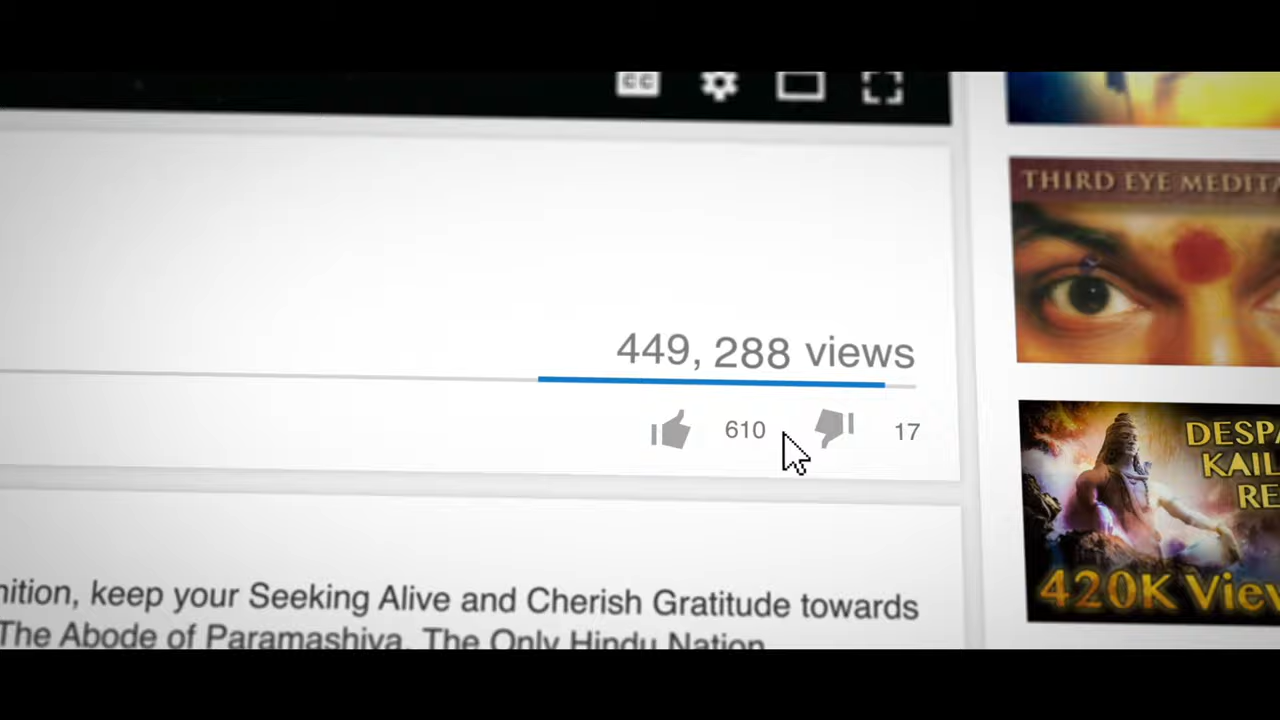 CC
THIRD EYE MEDITA
449, 288 views
610
17
DESPA
KAIL
RE
420K View
nition, keep your Seeking Alive and Cherish Gratitude towards
The Abode of Paramashiva, The Only Hindu Nation